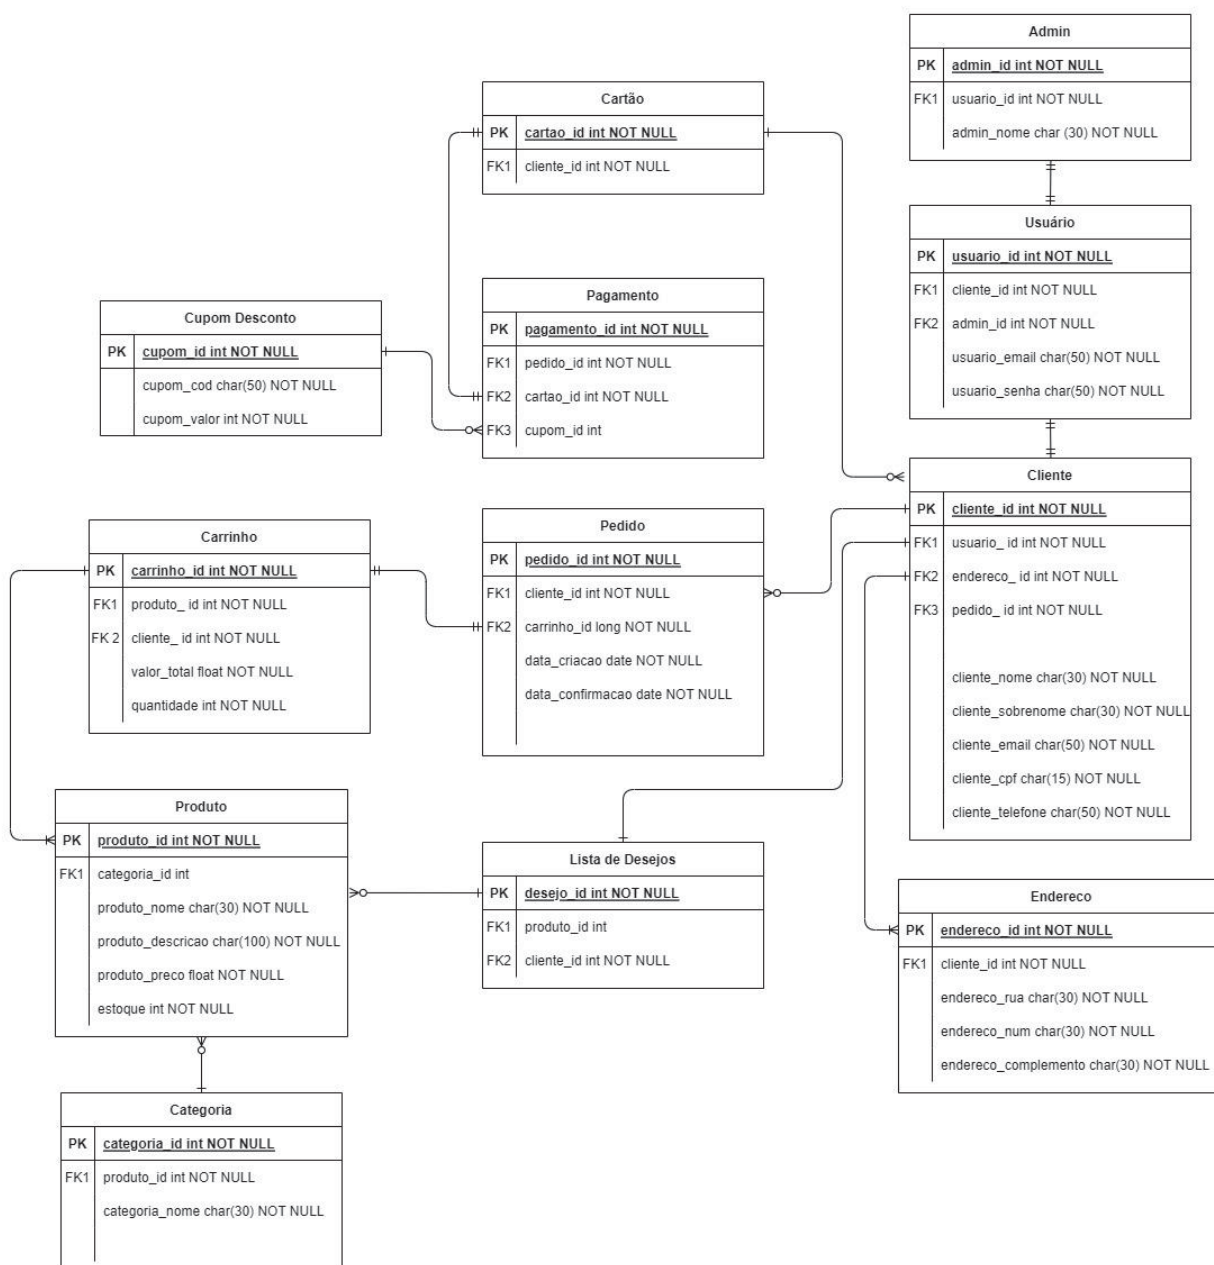 Admin
PK admin_id int NOT NULL
FK1 usuario_id int NOT NULL
admin_nome char (30) NOT NULL
Cartão
PK cartao_id int NOT NULL
FK1 cliente_id int NOT NULL
Usuário
PK usuario_id int NOT NULL
FK1 cliente_id int NOT NULL
FK2 admin_id int NOT NULL
usuario_email char(50) NOT NULL
usuario_senha char(50) NOT NULL
Pagamento
PK pagamento_id int NOT NULL
FK1 pedido_id int NOT NULL
FK2 cartao_id int NOT NULL
FK3 cupom_id int
Cupom Desconto
PK cupom_id int NOT NULL
cupom_cod char(50) NOT NULL
cupom_valor int NOT NULL
Cliente
PK cliente_id int NOT NULL
FK1 usuario_ id int NOT NULL
FK2 endereco_ id int NOT NULL
FK3 pedido_ id int NOT NULL
cliente_nome char(30) NOT NULL
cliente_sobrenome char(30) NOT NULL
cliente_email char(50) NOT NULL
cliente_cpf char(15) NOT NULL
cliente_telefone char(50) NOT NULL
Pedido
PK pedido_id int NOT NULL
FK1 cliente_id int NOT NULL
FK2 carrinho_id long NOT NULL
data_criacao date NOT NULL
data_confirmacao date NOT NULL
Carrinho
PK carrinho_id int NOT NULL
FK1 produto_ id int NOT NULL
FK 2 cliente_ id int NOT NULL
valor_total float NOT NULL
quantidade int NOT NULL
Produto
PK produto_id int NOT NULL
FK1 categoria_id int
produto_nome char(30) NOT NULL
produto_descricao char(100) NOT NULL
produto_preco float NOT NULL
estoque int NOT NULL
Lista de Desejos
PK desejo_id int NOT NULL
FK1 produto_id int
FK2 cliente_id int NOT NULL
Endereco
PK endereco_id int NOT NULL
FK1 cliente_id int NOT NULL
endereco_rua char(30) NOT NULL
endereco_num char(30) NOT NULL
endereco_complemento char(30) NOT NULL
Categoria
PK categoria_id int NOT NULL
FK1 produto_id int NOT NULL
categoria_nome char(30) NOT NULL